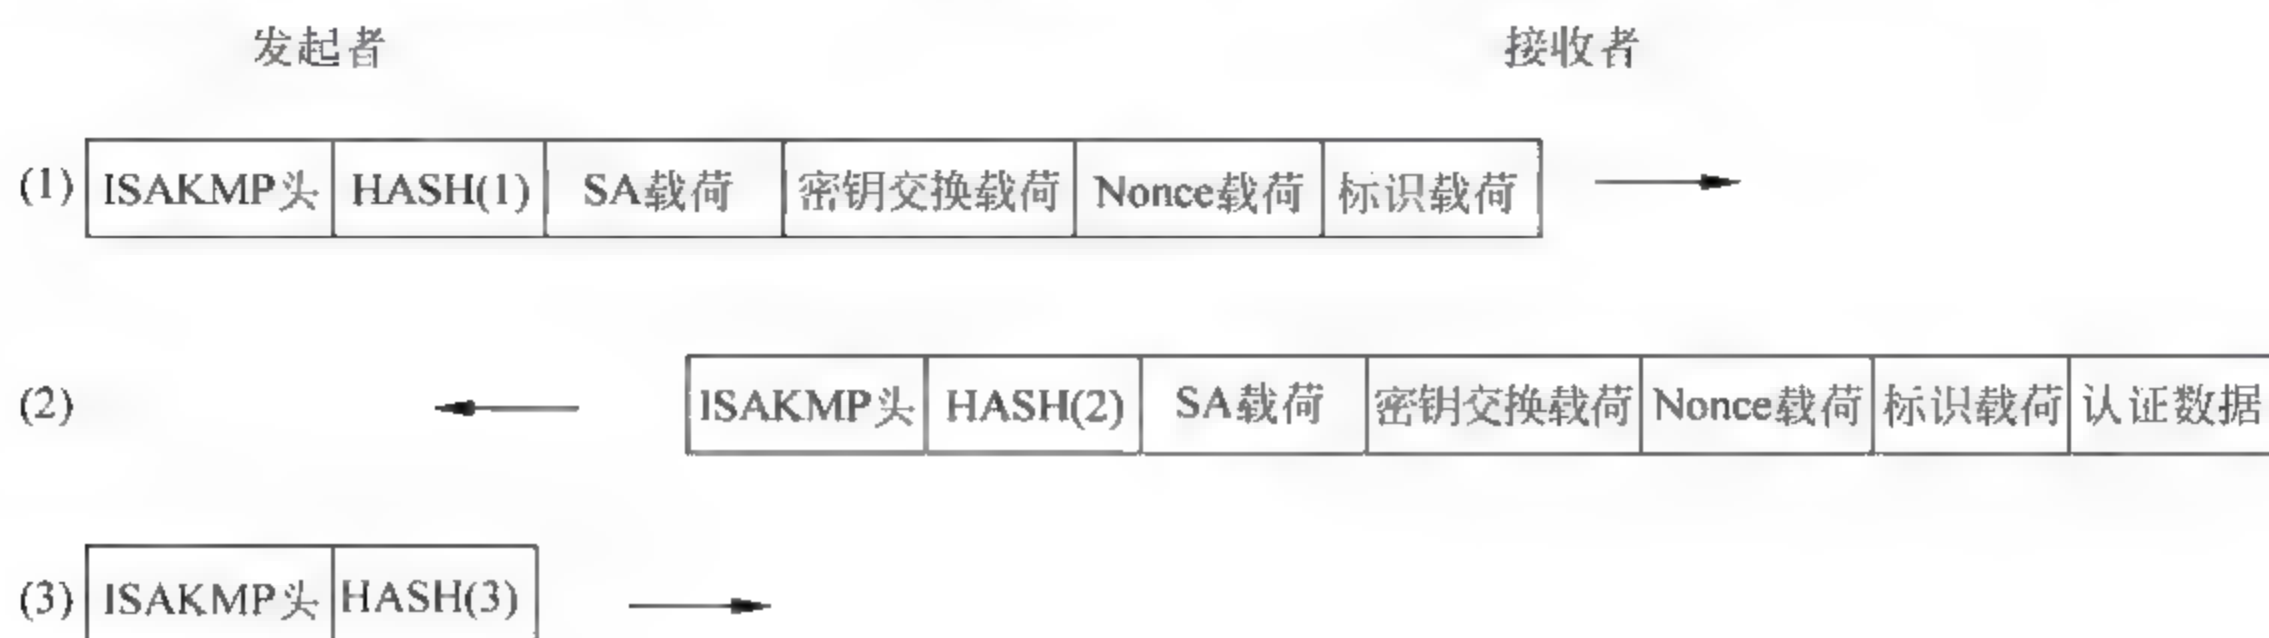 发起者 接收者
(1) ISAKMP头 HASH(1) SA载荷 密钥交换载荷 Nonce载荷 标识载荷
(2) ISAKMP头 HASH(2) SA载荷 密钥交换载荷 Nonce载荷 标识载荷 认证数据
(3) ISAKMP头 HASH(3)